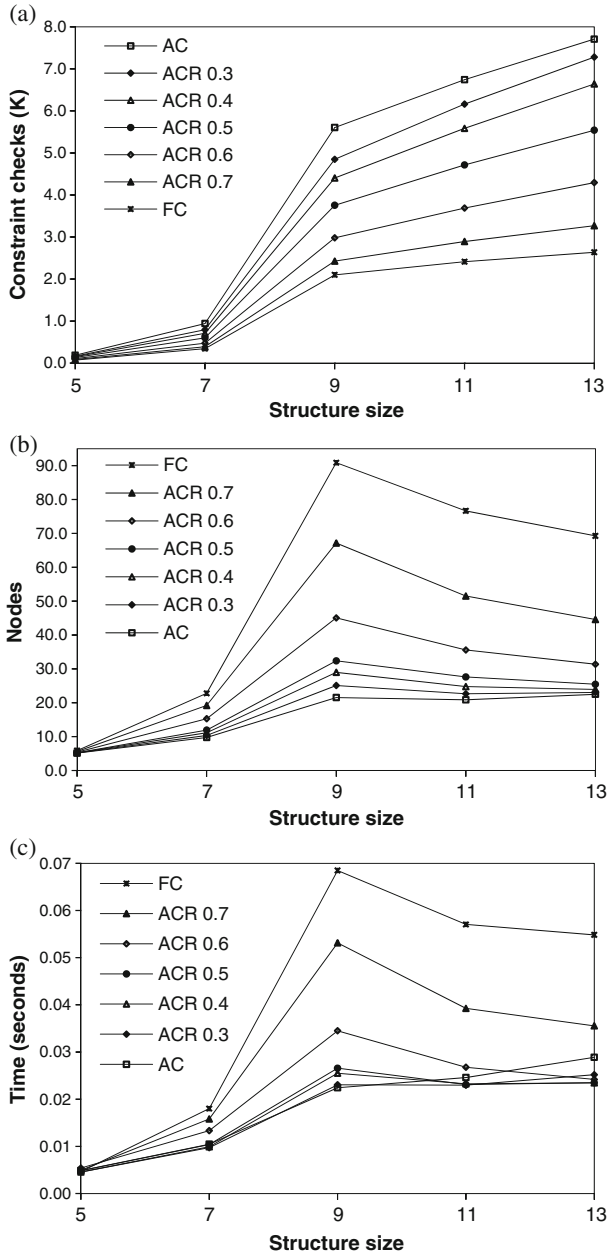 (a)
8.0
7.0
6.0
5.0
4.0
3.0
2.0
1.0
0.0
Constraint checks (K)
AC
ACR 0.3
ACR 0.4
ACR 0.5
ACR 0.6
ACR 0.7
FC
5 7 9 11 13
Structure size
(b)
90.0
80.0
70.0
60.0
50.0
40.0
30.0
20.0
10.0
0.0
Nodes
FC
ACR 0.7
ACR 0.6
ACR 0.5
ACR 0.4
ACR 0.3
AC
5 7 9 11 13
Structure size
(c)
0.07
0.06
0.05
0.04
0.03
0.02
0.01
0.00
Time (seconds)
FC
ACR 0.7
ACR 0.6
ACR 0.5
ACR 0.4
ACR 0.3
AC
5 7 9 11 13
Structure size